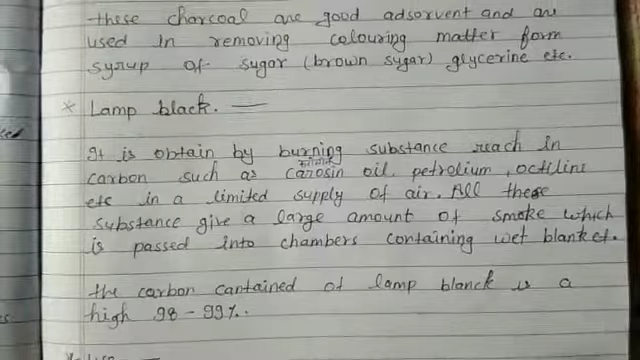 these charcoal are good adsorvent and are
used in removing colouring matter form
syrup of sugar (brown sugar) glycerine etc.
* Lamp black. —
It is obtain by burning substance reach in
carbon such as carosin oil, petrolium, octiline
etc in a limited supply of air. All these
substance give a large amount of smoke which
is passed into chambers containing wet blanket.
the carbon cantained of lamp blanck is a
high 98 - 99%.